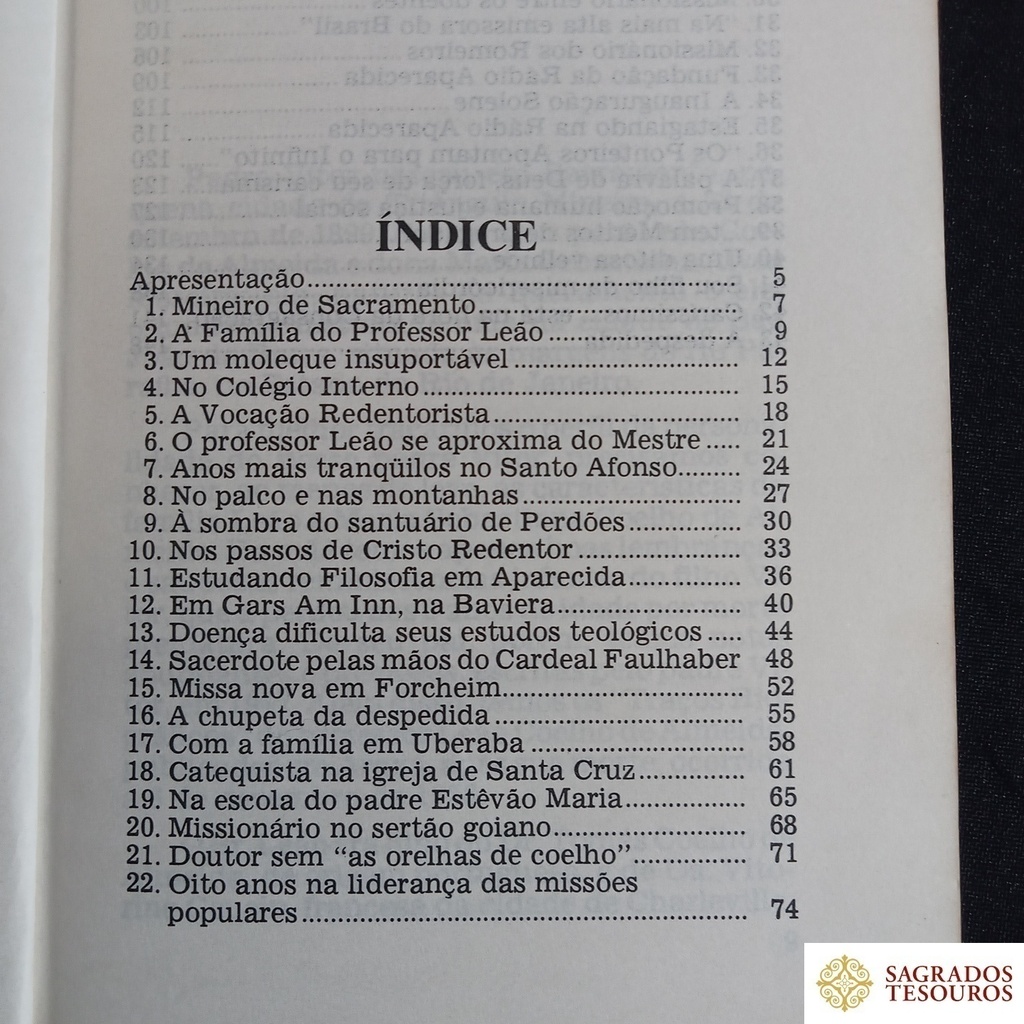 ÍNDICE
Apresentação........................................................ 5
1. Mineiro de Sacramento.................................. 7
2. A Família do Professor Leão......................... 9
3. Um moleque insuportável.............................. 12
4. No Colégio Interno.......................................... 15
5. A Vocação Redentorista................................. 18
6. O professor Leão se aproxima do Mestre..... 21
7. Anos mais tranqüilos no Santo Afonso......... 24
8. No palco e nas montanhas............................. 27
9. À sombra do santuário de Perdões................ 30
10. Nos passos de Cristo Redentor...................... 33
11. Estudando Filosofia em Aparecida................ 36
12. Em Gars Am Inn, na Baviera........................ 40
13. Doença dificulta seus estudos teológicos..... 44
14. Sacerdote pelas mãos do Cardeal Faulhaber 48
15. Missa nova em Forcheim................................ 52
16. A chupeta da despedida................................. 55
17. Com a família em Uberaba............................ 58
18. Catequista na igreja de Santa Cruz............... 61
19. Na escola do padre Estêvão Maria................. 65
20. Missionário no sertão goiano......................... 68
21. Doutor sem “as orelhas de coelho”................ 71
22. Oito anos na liderança das missões
populares............................................................ 74
SAGRADOS
TESOUROS